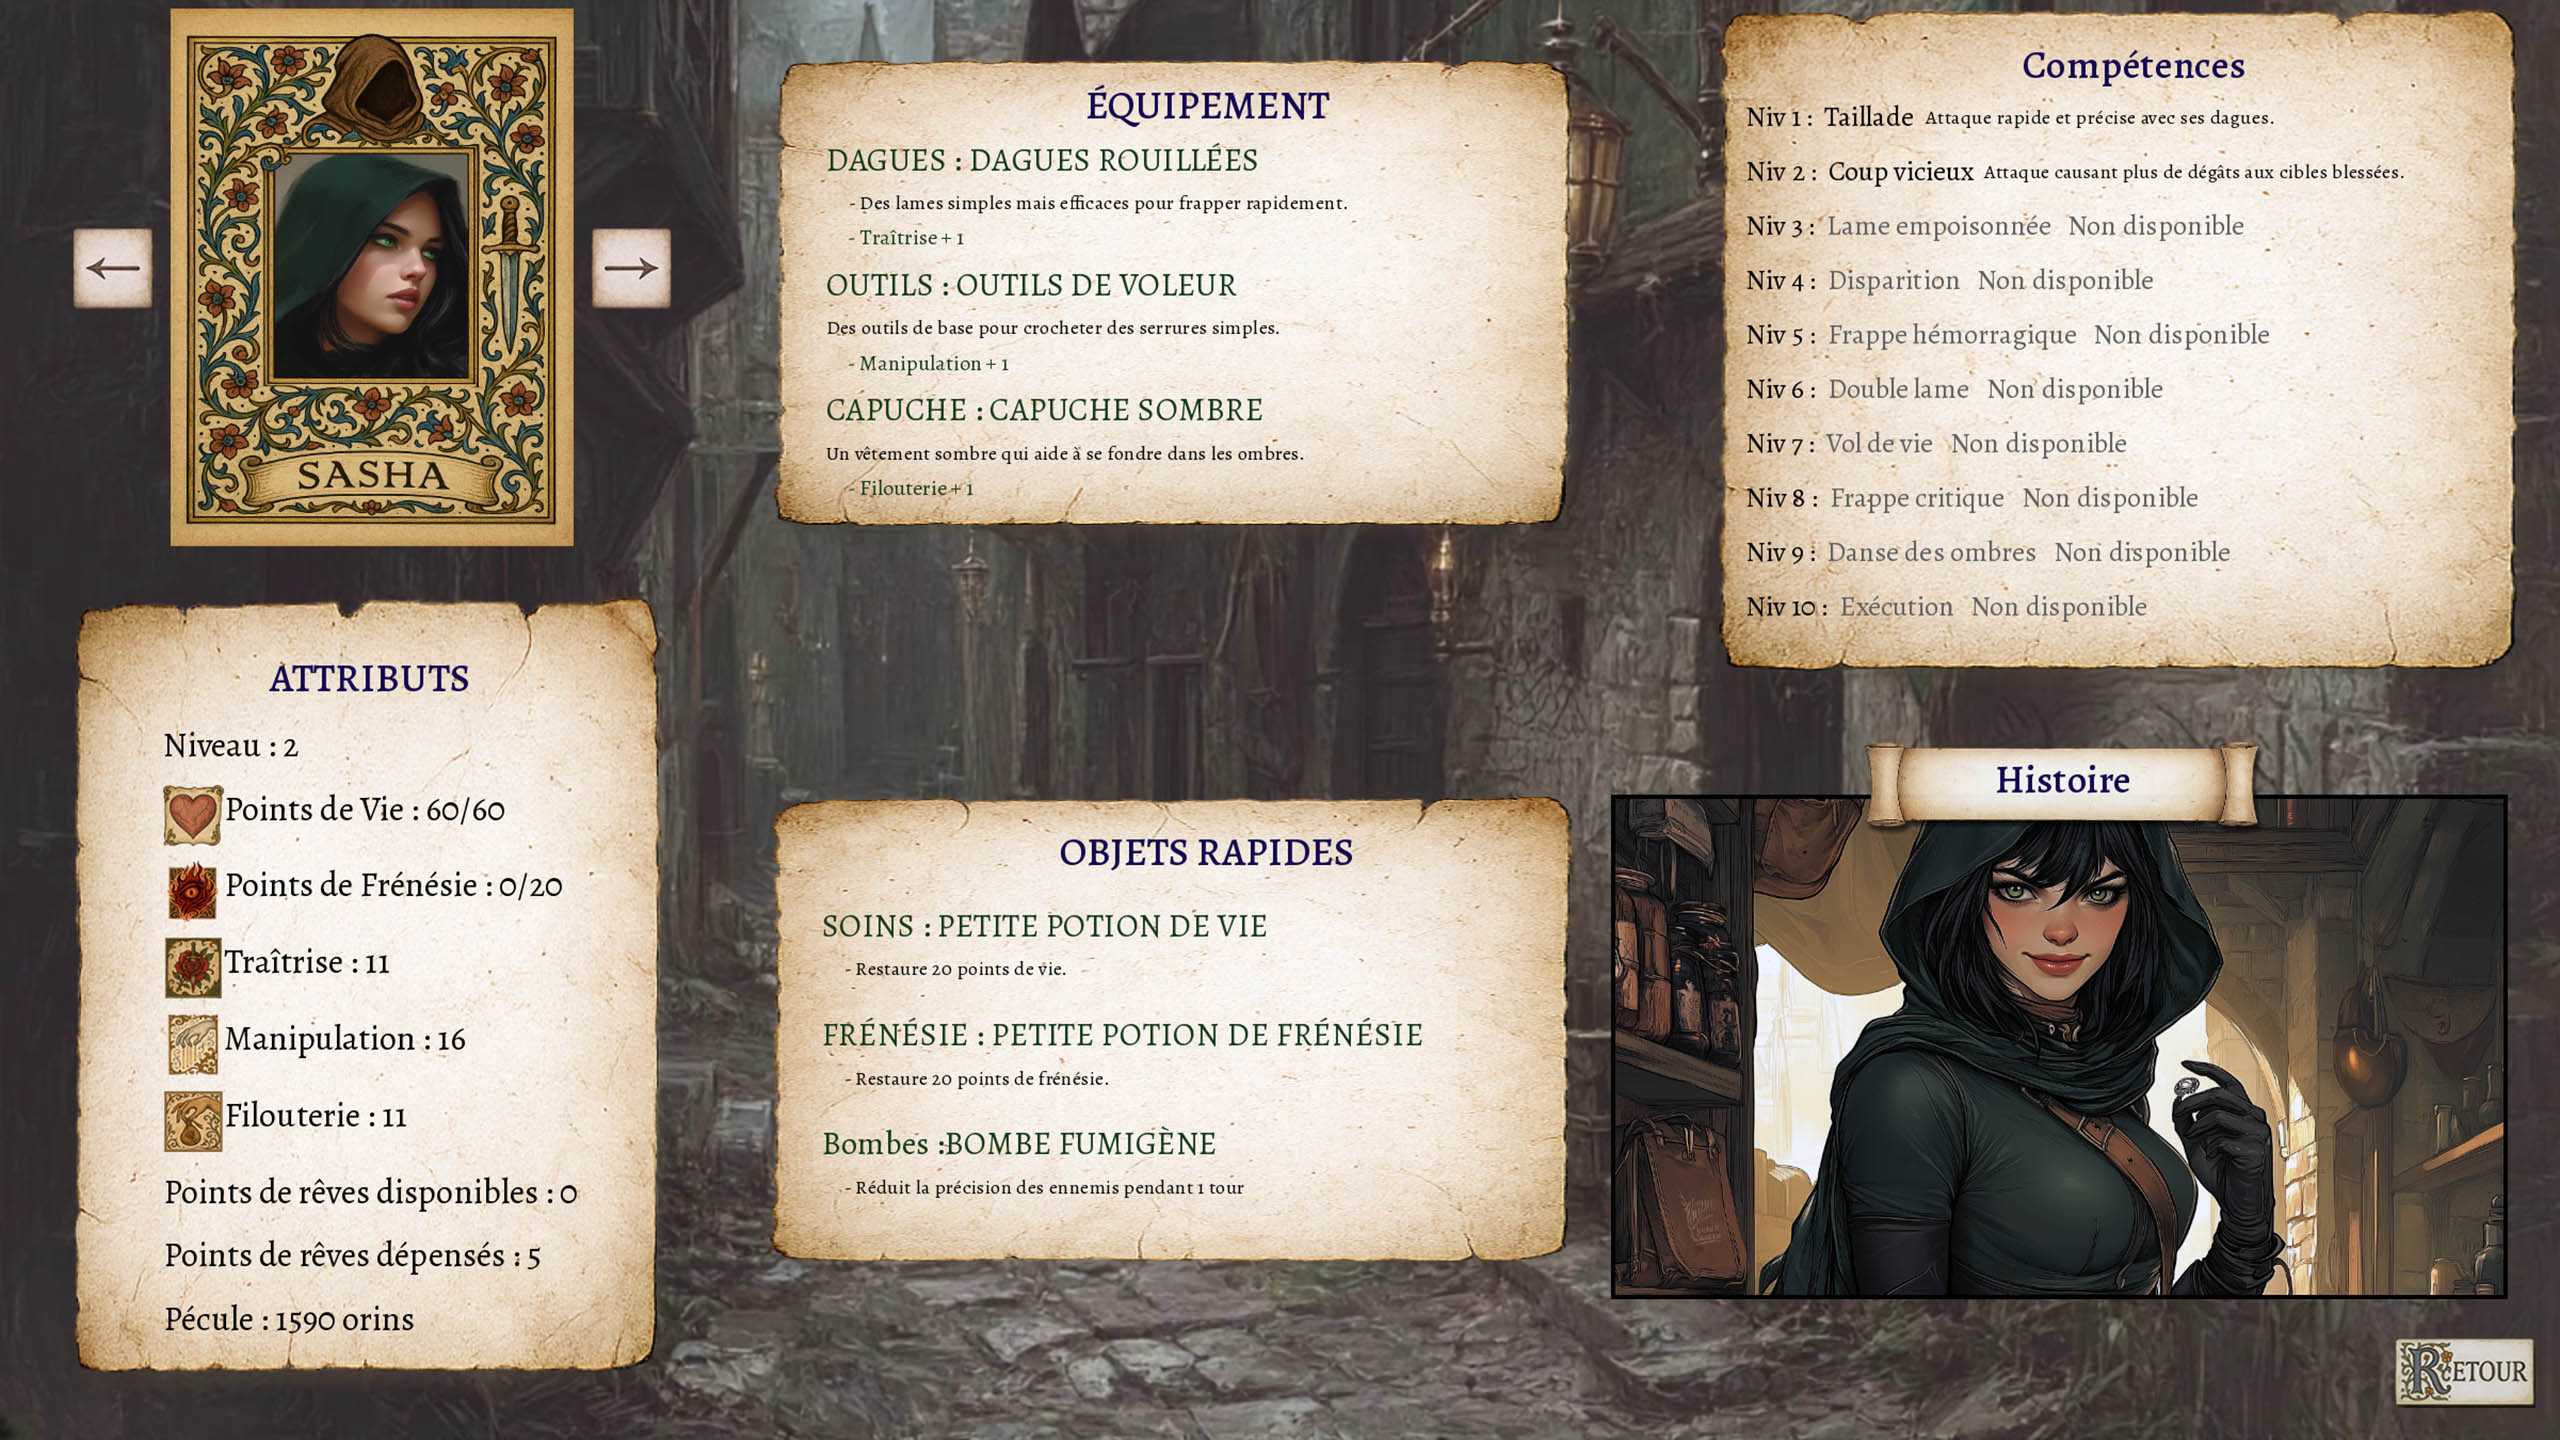 SASHA
←
→
ATTRIBUTS
Niveau : 2
Points de Vie : 60/60
Points de Frénésie : 0/20
Traîtrise : 11
Manipulation : 16
Filouterie : 11
Points de rêves disponibles : 0
Points de rêves dépensés : 5
Pécule : 1590 orins
ÉQUIPEMENT
DAGUES : DAGUES ROUILLÉES
- Des lames simples mais efficaces pour frapper rapidement.
- Traîtrise + 1
OUTILS : OUTILS DE VOLEUR
Des outils de base pour crocheter des serrures simples.
- Manipulation + 1
CAPUCHE : CAPUCHE SOMBRE
Un vêtement sombre qui aide à se fondre dans les ombres.
- Filouterie + 1
OBJETS RAPIDES
SOINS : PETITE POTION DE VIE
- Restaure 20 points de vie.
FRÉNÉSIE : PETITE POTION DE FRÉNÉSIE
- Restaure 20 points de frénésie.
Bombes :BOMBE FUMIGÈNE
- Réduit la précision des ennemis pendant 1 tour
Compétences
Niv 1 : Taillade Attaque rapide et précise avec ses dagues.
Niv 2 : Coup vicieux Attaque causant plus de dégâts aux cibles blessées.
Niv 3 : Lame empoisonnée Non disponible
Niv 4 : Disparition Non disponible
Niv 5 : Frappe hémorragique Non disponible
Niv 6 : Double lame Non disponible
Niv 7 : Vol de vie Non disponible
Niv 8 : Frappe critique Non disponible
Niv 9 : Danse des ombres Non disponible
Niv 10 : Exécution Non disponible
Histoire
RETOUR